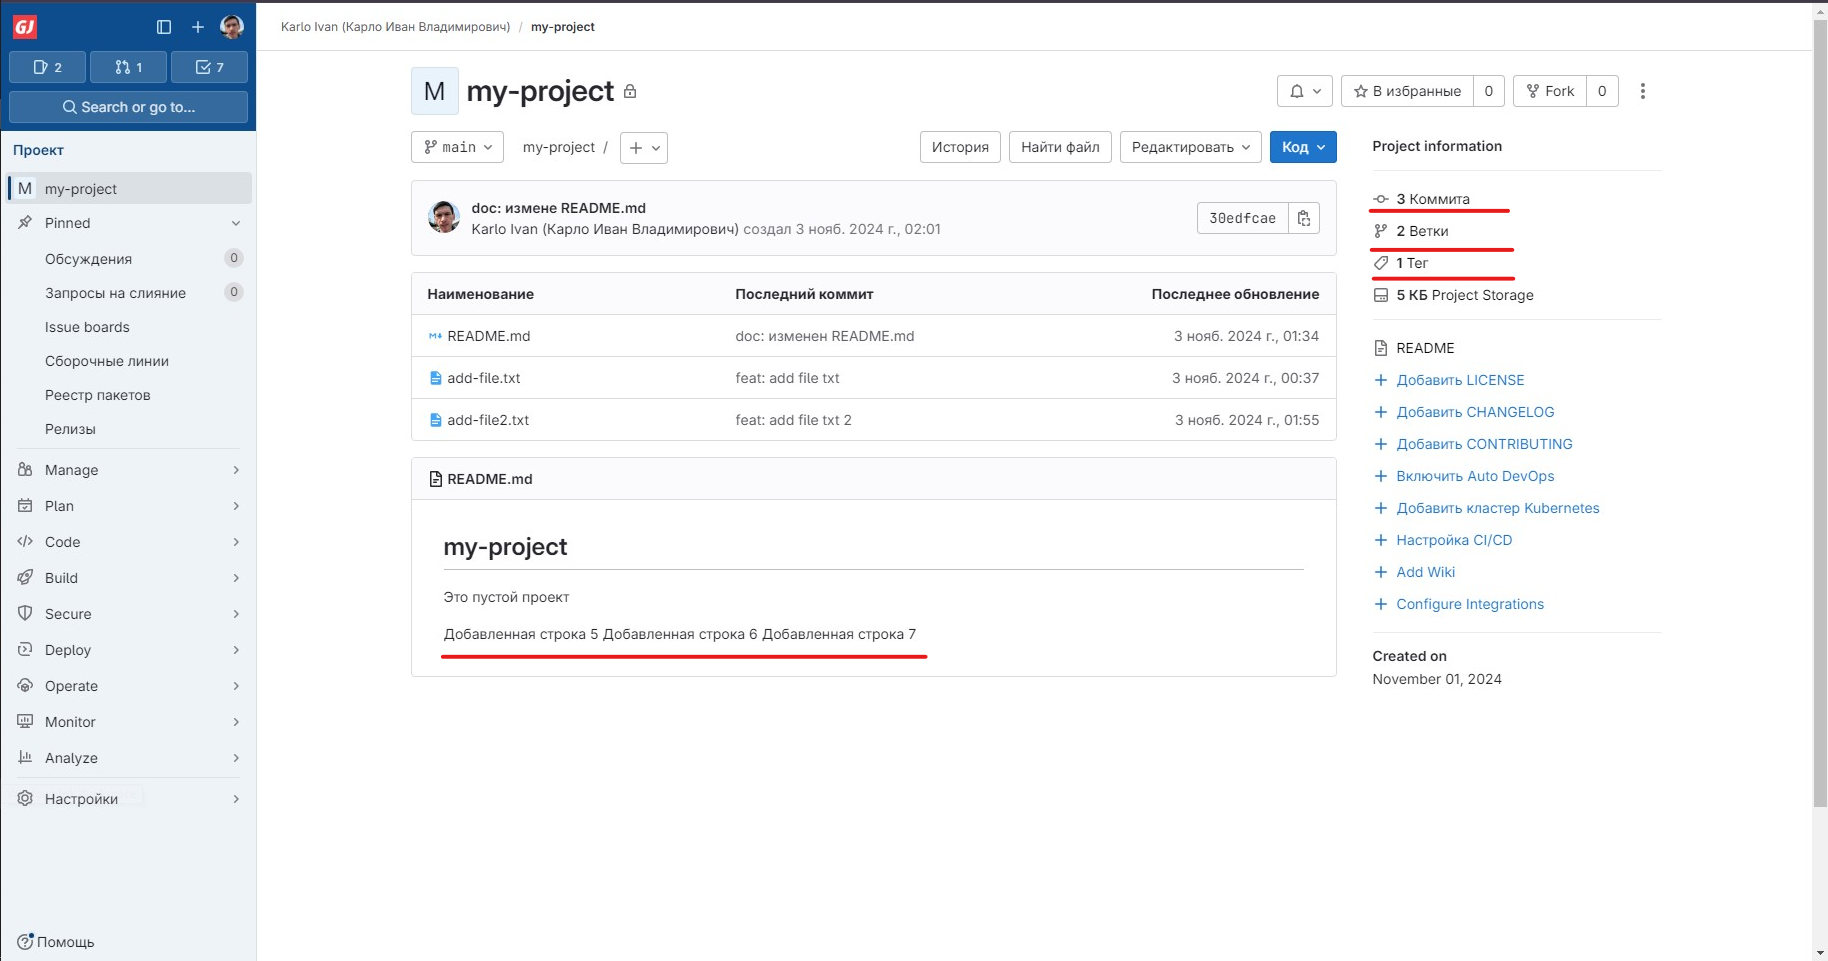 GJ
2
1
7
Search or go to...
Проект
M my-project
Pinned
Обсуждения 0
Запросы на слияние 0
Issue boards
Сборочные линии
Реестр пакетов
Релизы
Manage
Plan
Code
Build
Secure
Deploy
Operate
Monitor
Analyze
Настройки
Помощь
Karlo Ivan (Карло Иван Владимирович) / my-project
M my-project
В избранные 0
Fork 0
main
my-project /
История
Найти файл
Редактировать
Код
doc: измене README.md
Karlo Ivan (Карло Иван Владимирович) создал 3 нояб. 2024 г., 02:01
30edfcae
Наименование Последний коммит Последнее обновление
README.md doc: изменен README.md 3 нояб. 2024 г., 01:34
add-file.txt feat: add file txt 3 нояб. 2024 г., 00:37
add-file2.txt feat: add file txt 2 3 нояб. 2024 г., 01:55
README.md
my-project
Это пустой проект
Добавленная строка 5 Добавленная строка 6 Добавленная строка 7
Project information
3 Коммита
2 Ветки
1 Тег
5 КБ Project Storage
README
Добавить LICENSE
Добавить CHANGELOG
Добавить CONTRIBUTING
Включить Auto DevOps
Добавить кластер Kubernetes
Настройка CI/CD
Add Wiki
Configure Integrations
Created on
November 01, 2024